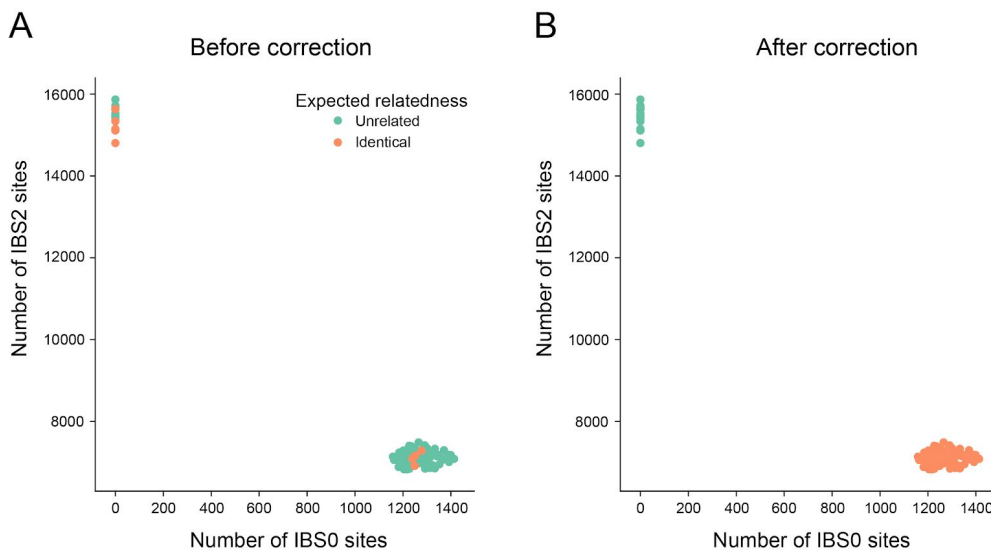 A
Before correction
Number of IBS2 sites
16000
14000
12000
10000
8000
Expected relatedness
Unrelated
Identical
0 200 400 600 800 1000 1200 1400
Number of IBS0 sites
B
After correction
Number of IBS2 sites
16000
14000
12000
10000
8000
0 200 400 600 800 1000 1200 1400
Number of IBS0 sites